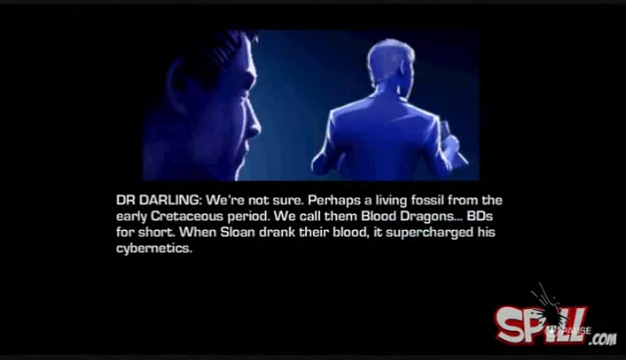 DR DARLING: We're not sure. Perhaps a living fossil from the
early Cretaceous period. We call them Blood Dragons... BDs
for short. When Sloan drank their blood, it supercharged his
cybernetics.
SPILL.com
PAUSE